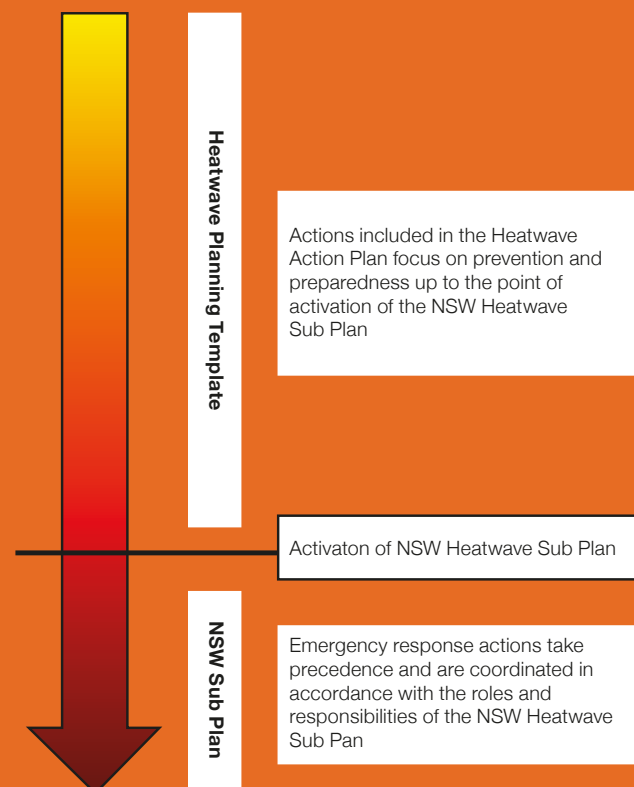 Heatwave Planning Template
Actions included in the Heatwave
Action Plan focus on prevention and
preparedness up to the point of
activation of the NSW Heatwave
Sub Plan
Activaton of NSW Heatwave Sub Plan
NSW Sub Plan
Emergency response actions take
precedence and are coordinated in
accordance with the roles and
responsibilities of the NSW Heatwave
Sub Pan